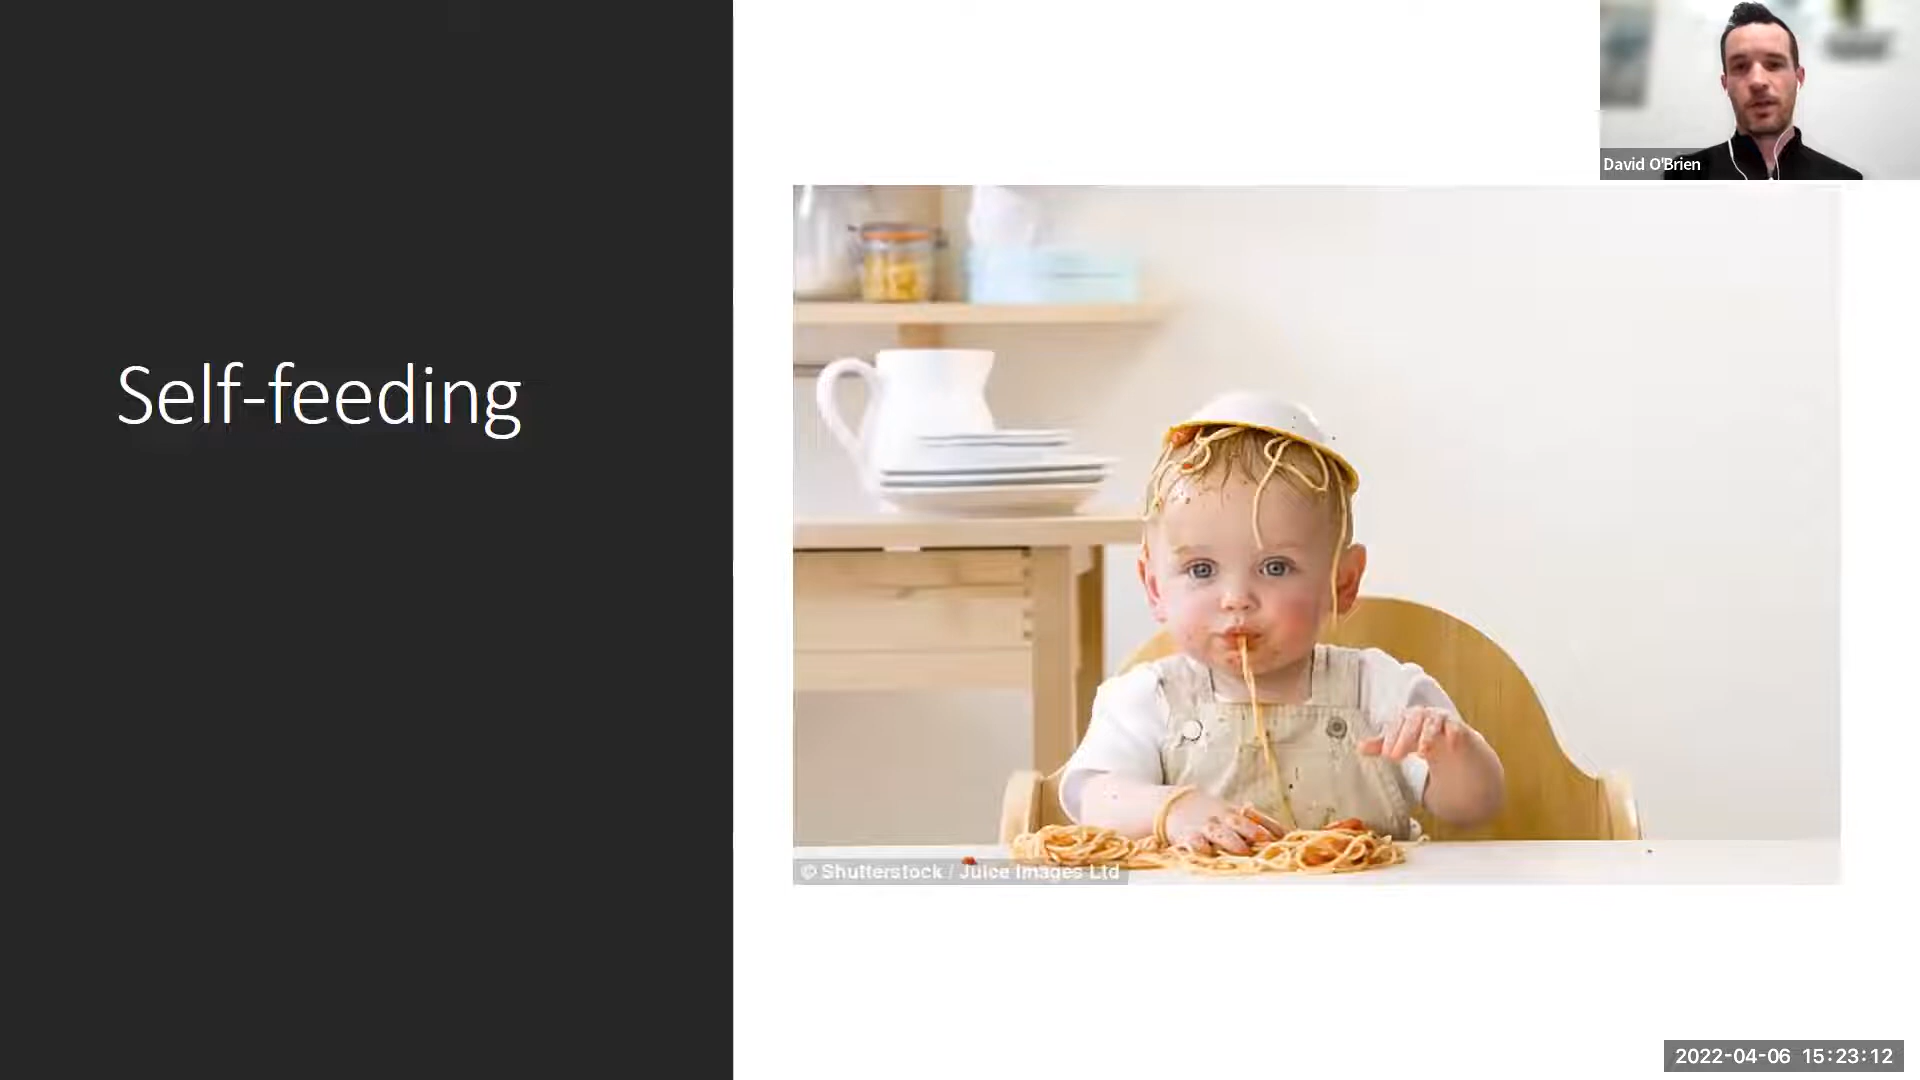 David O'Brien
Self-feeding
© Shutterstock / Juice Images Ltd
2022-04-06 15:23:12